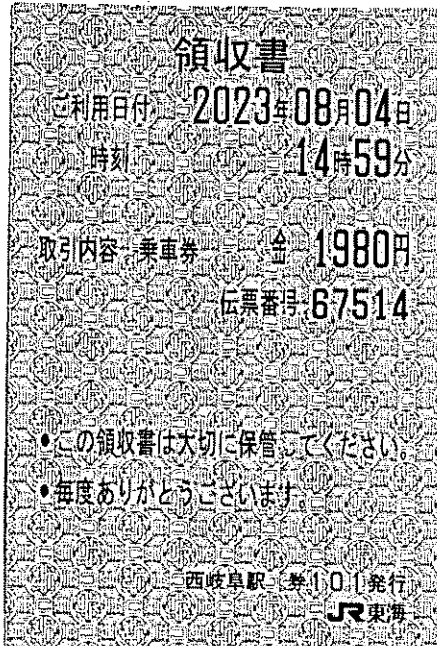 領収書
ご利用日付 2023年08月04日
時刻 14時59分
取引内容 乗車券 金 1980円
伝票番号 67514
•この領収書は大切に保管してください。
•毎度ありがとうございます。
西岐阜駅 券101発行
JR東海